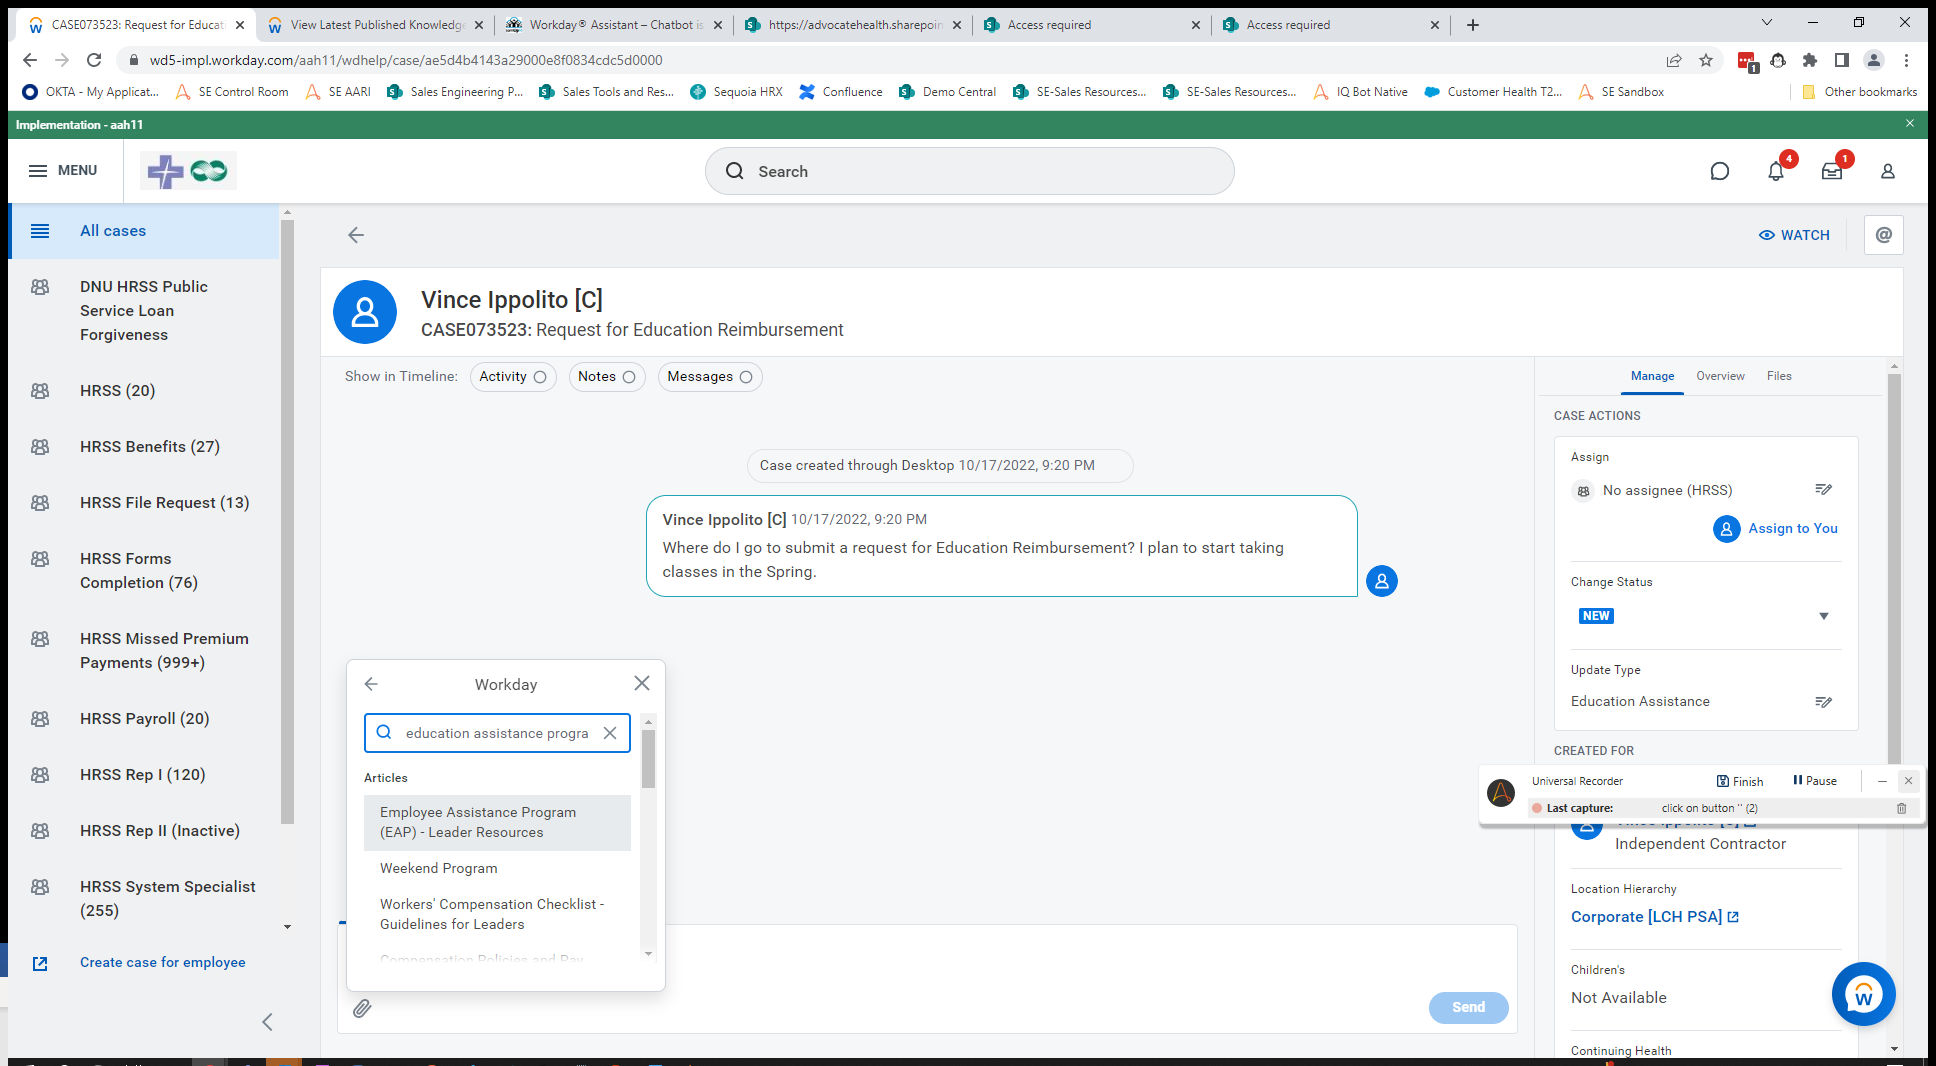 CASE073523: Request for Educati
View Latest Published Knowledge
Workday® Assistant – Chatbot is
https://advocatehealth.sharepoin
Access required
Access required
wd5-impl.workday.com/aah11/wdhelp/case/ae5d4b4143a29000e8f0834cdc5d0000
1
OKTA - My Applicat...
SE Control Room
SE AARI
Sales Engineering P...
Sales Tools and Res...
Sequoia HRX
Confluence
Demo Central
SE-Sales Resources...
SE-Sales Resources...
IQ Bot Native
Customer Health T2...
SE Sandbox
Other bookmarks
Implementation - aah11
MENU
Search
4
1
All cases
DNU HRSS Public
Service Loan
Forgiveness
HRSS (20)
HRSS Benefits (27)
HRSS File Request (13)
HRSS Forms
Completion (76)
HRSS Missed Premium
Payments (999+)
HRSS Payroll (20)
HRSS Rep I (120)
HRSS Rep II (Inactive)
HRSS System Specialist
(255)
Create case for employee
WATCH
@
Vince Ippolito [C]
CASE073523: Request for Education Reimbursement
Show in Timeline:
Activity
Notes
Messages
Case created through Desktop 10/17/2022, 9:20 PM
Vince Ippolito [C] 10/17/2022, 9:20 PM
Where do I go to submit a request for Education Reimbursement? I plan to start taking
classes in the Spring.
Workday
education assistance progra
Articles
Employee Assistance Program
(EAP) - Leader Resources
Weekend Program
Workers' Compensation Checklist -
Guidelines for Leaders
Compensation Policies and Pay
Send
Manage
Overview
Files
CASE ACTIONS
Assign
No assignee (HRSS)
Assign to You
Change Status
NEW
Update Type
Education Assistance
CREATED FOR
Universal Recorder
Finish
Pause
Last capture:
click on button '' (2)
Vince Ippolito [C]
Independent Contractor
Location Hierarchy
Corporate [LCH PSA]
Children's
Not Available
Continuing Health